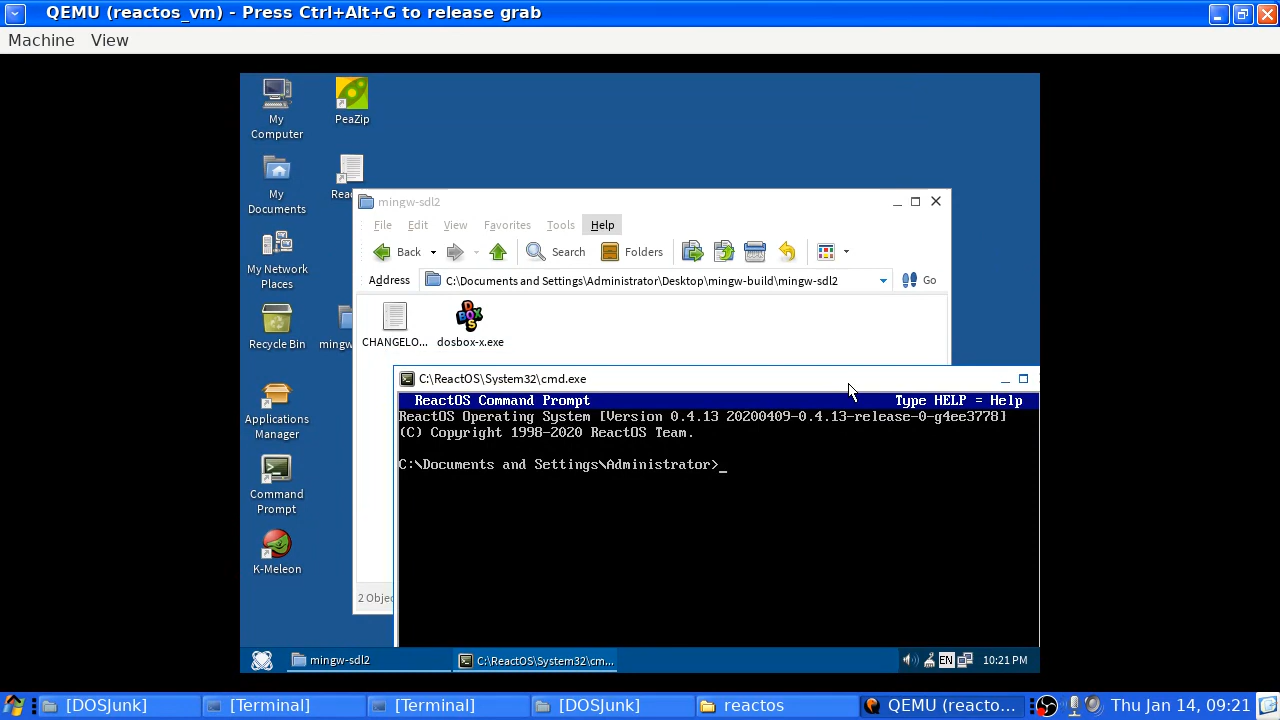 QEMU (reactos_vm) - Press Ctrl+Alt+G to release grab
Machine View
My Computer
PeaZip
My Documents
Rea
My Network Places
Recycle Bin
mingw
Applications Manager
Command Prompt
K-Meleon
mingw-sdl2
File Edit View Favorites Tools Help
Back Search Folders
Address C:\Documents and Settings\Administrator\Desktop\mingw-build\mingw-sdl2 Go
CHANGELO... dosbox-x.exe
2 Objec
C:\ReactOS\System32\cmd.exe
ReactOS Command Prompt Type HELP = Help
ReactOS Operating System [Version 0.4.13 20200409-0.4.13-release-0-g4ee3778]
(C) Copyright 1998-2020 ReactOS Team.
C:\Documents and Settings\Administrator>_
mingw-sdl2 C:\ReactOS\System32\cm... EN 10:21 PM
[DOSJunk] [Terminal] [Terminal] [DOSJunk] reactos QEMU (reacto... Thu Jan 14, 09:21